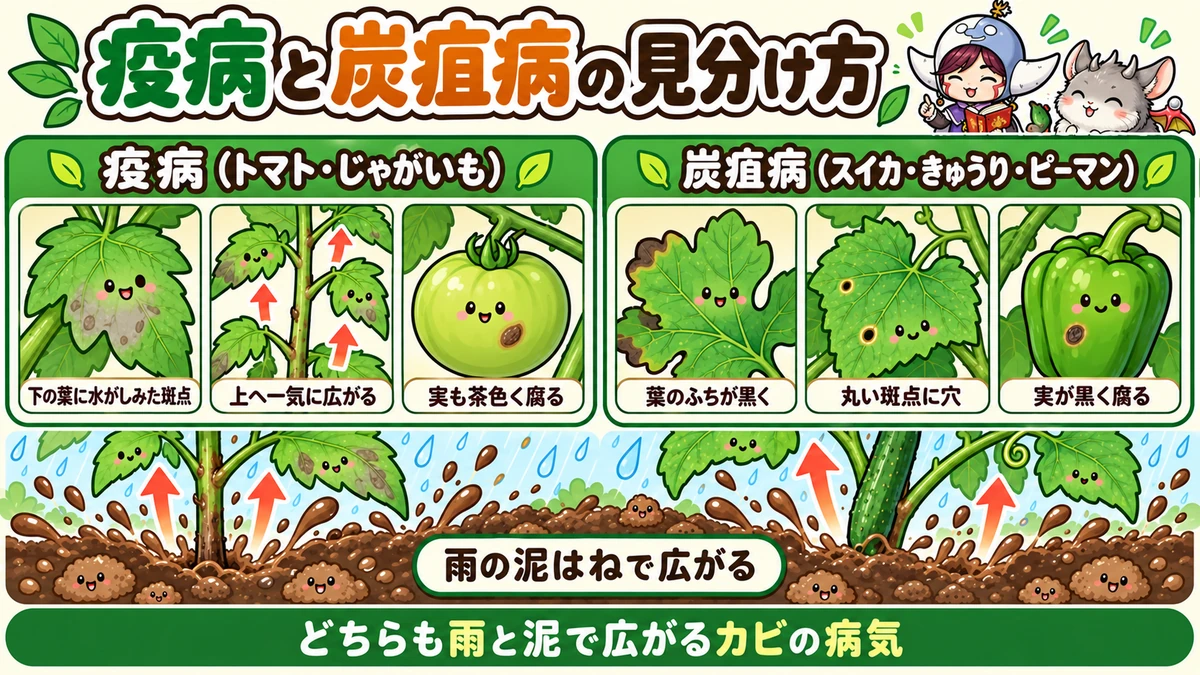 疫病と炭疽病の見分け方
疫病(トマト・じゃがいも)
下の葉に水がしみた斑点
上へ一気に広がる
実も茶色く腐る
炭疽病(スイカ・きゅうり・ピーマン)
葉のふちが黒く
丸い斑点に穴
実が黒く腐る
雨の泥はねで広がる
どちらも雨と泥で広がるカビの病気